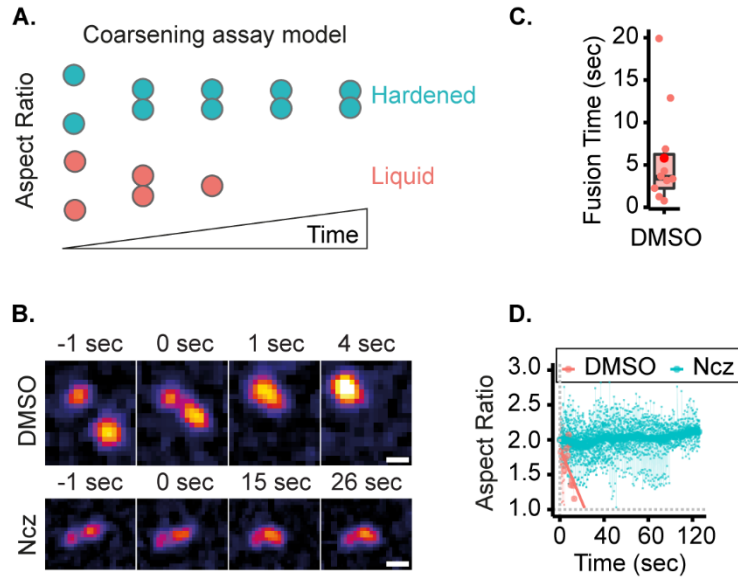 A.
Coarsening assay model
Aspect Ratio
Hardened
Liquid
Time
B.
-1 sec 0 sec 1 sec 4 sec
DMSO
-1 sec 0 sec 15 sec 26 sec
Ncz
C.
Fusion Time (sec)
20
15
10
5
0
DMSO
D.
DMSO Ncz
Aspect Ratio
3.0
2.5
2.0
1.5
1.0
0 40 60 120
Time (sec)